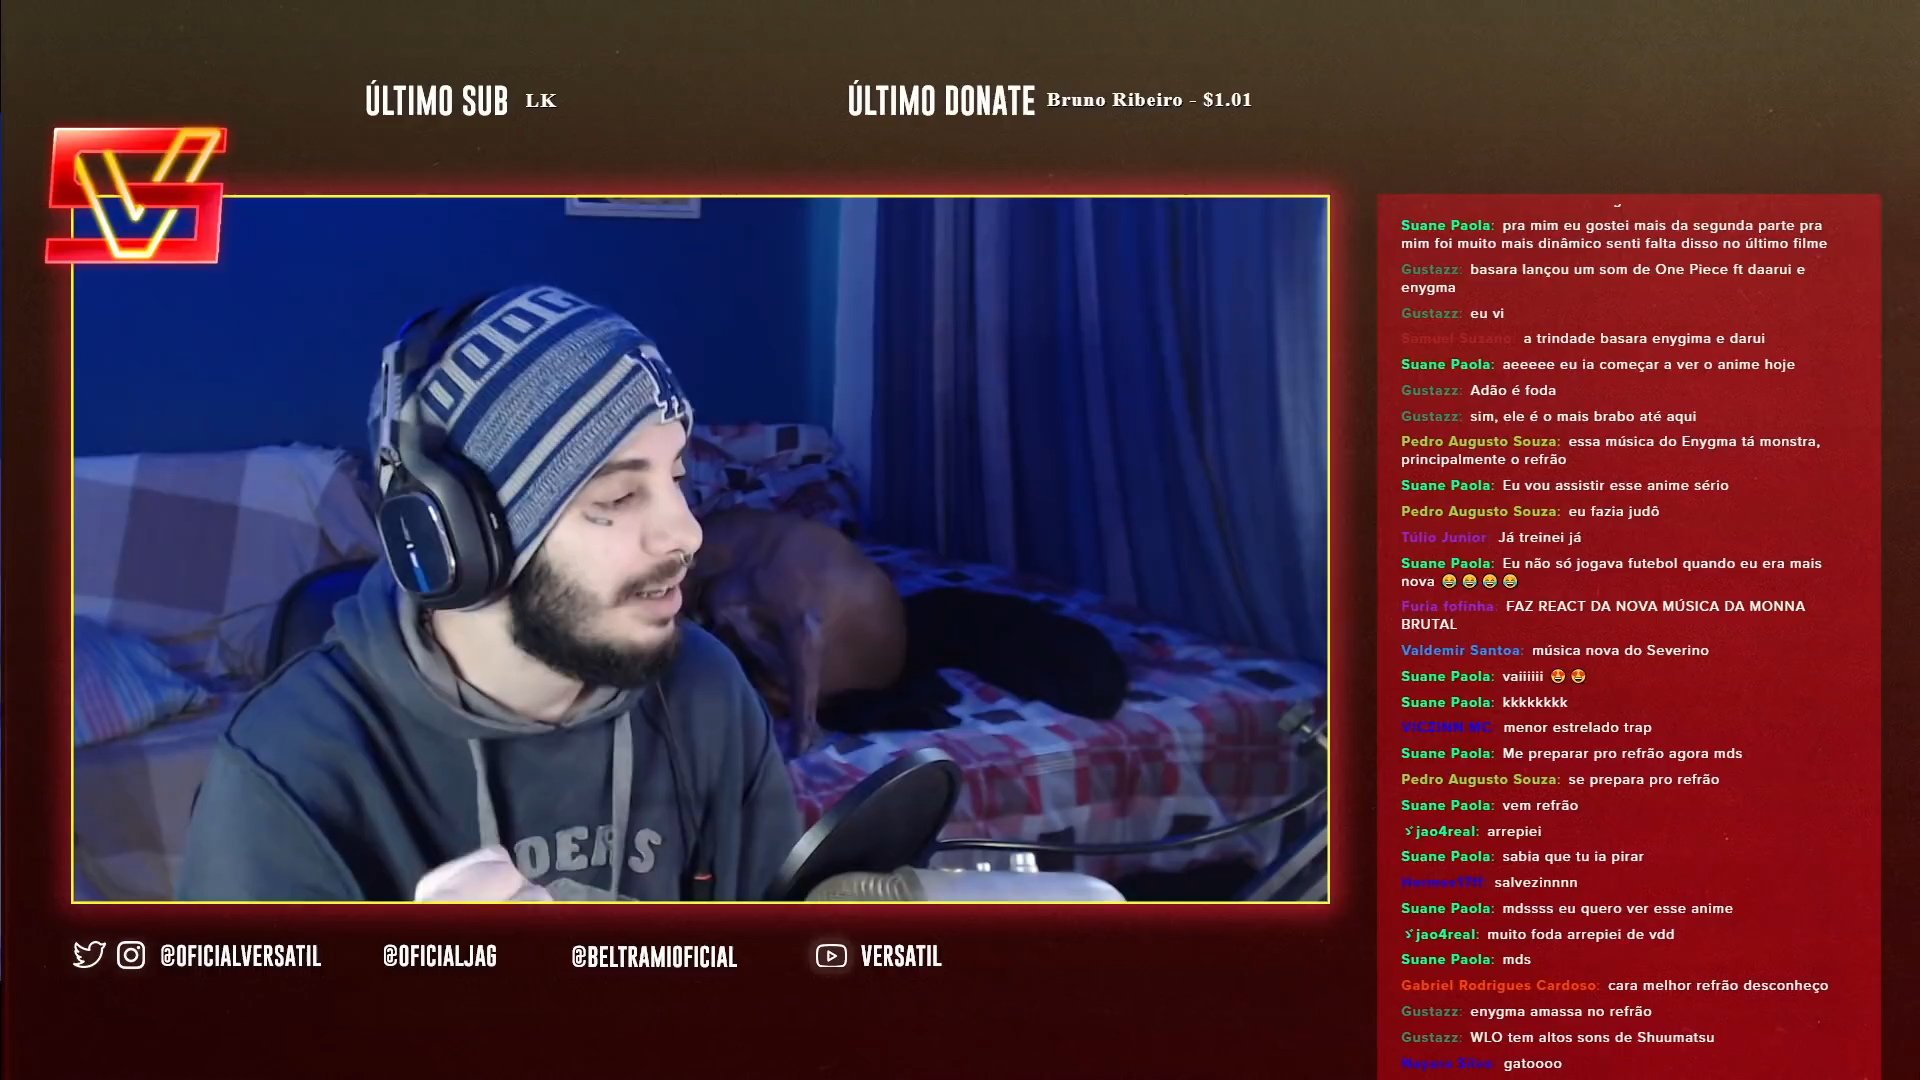 ÚLTIMO SUB LK
ÚLTIMO DONATE Bruno Ribeiro - $1.01
SV
DODGERS
DERS
@OFICIALVERSATIL
@OFICIALJAG
@BELTRAMIOFICIAL
VERSATIL
Suane Paola: pra mim eu gostei mais da segunda parte pra
mim foi muito mais dinâmico senti falta disso no último filme
Gustazz: basara lançou um som de One Piece ft daarui e
enygma
Gustazz: eu vi
Samuel Suzano: a trindade basara enygima e darui
Suane Paola: aeeeee eu ia começar a ver o anime hoje
Gustazz: Adão é foda
Gustazz: sim, ele é o mais brabo até aqui
Pedro Augusto Souza: essa música do Enygma tá monstra,
principalmente o refrão
Suane Paola: Eu vou assistir esse anime sério
Pedro Augusto Souza: eu fazia judô
Túlio Junior: Já treinei já
Suane Paola: Eu não só jogava futebol quando eu era mais
nova 😂 😂 😂 😂
Furia fofinha: FAZ REACT DA NOVA MÚSICA DA MONNA
BRUTAL
Valdemir Santoa: música nova do Severino
Suane Paola: vaiiiiii 🤩 🤩
Suane Paola: kkkkkkkk
VICZINN MC: menor estrelado trap
Suane Paola: Me preparar pro refrão agora mds
Pedro Augusto Souza: se prepara pro refrão
Suane Paola: vem refrão
jao4real: arrepiei
Suane Paola: sabia que tu ia pirar
salvezinnnn
Suane Paola: mdssss eu quero ver esse anime
jao4real: muito foda arrepiei de vdd
Suane Paola: mds
Gabriel Rodrigues Cardoso: cara melhor refrão desconheço
Gustazz: enygma amassa no refrão
Gustazz: WLO tem altos sons de Shuumatsu
gatoooo